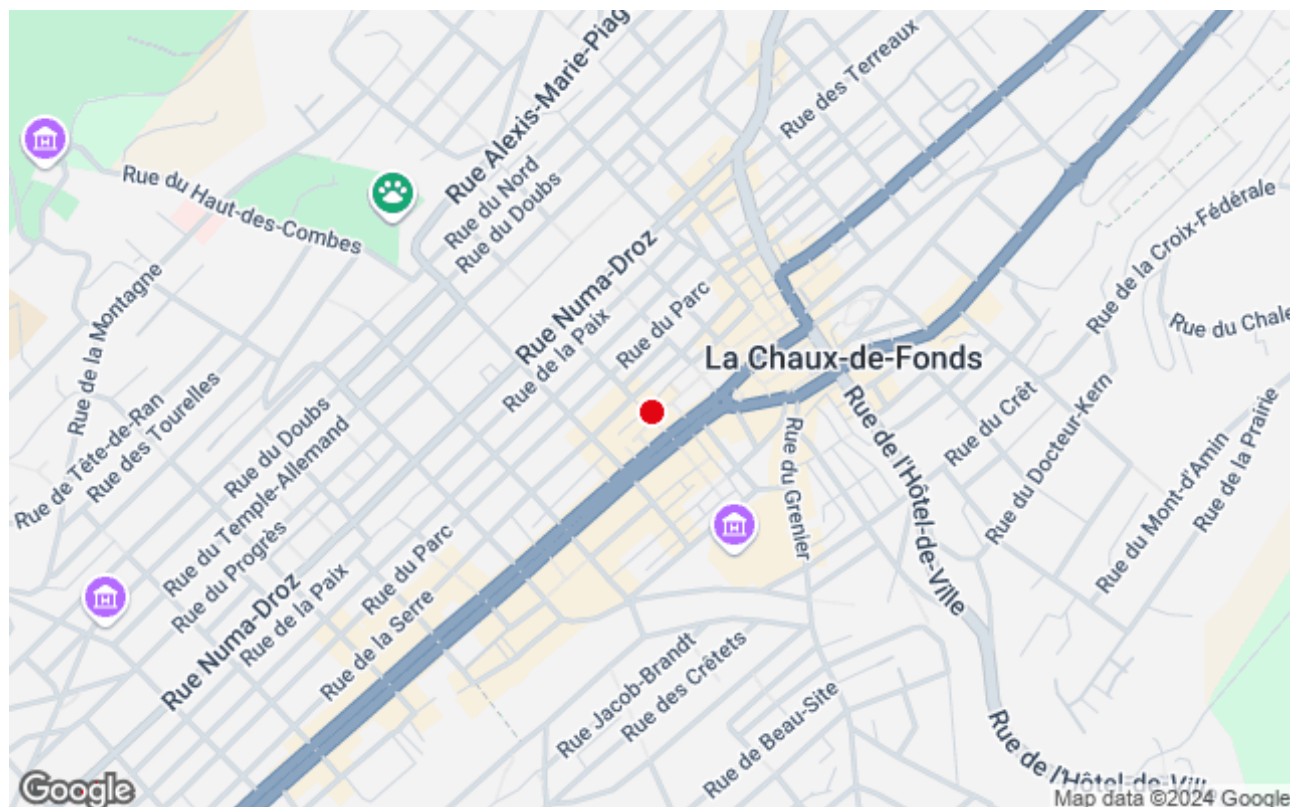 Rue Alexis-Marie-Piag
Rue des Terreaux
Rue du Haut-des-Combes
Rue du Nord
Rue du Doubs
Rue de la Croix-Fédérale
Rue de la Montagne
Rue Numa-Droz
Rue du Parc
Rue du Chale
Rue de la Paix
La Chaux-de-Fonds
Rue de Tête-de-Ran
Rue des Tourelles
Rue du Doubs
Rue du Temple-Allemand
Rue du Crêt
Rue du Docteur-Kern
Rue de l'Hôtel-de-Ville
Rue du Grenier
Rue du Mont-d'Amin
Rue de la Prairie
Rue du Progrès
Rue du Parc
Rue de la Paix
Rue Numa-Droz
Rue de la Serre
Rue Jacob-Brandt
Rue des Crêtets
Rue de Beau-Site
Rue de l'Hôtel-de-Ville
Google
Map data ©2024 Google